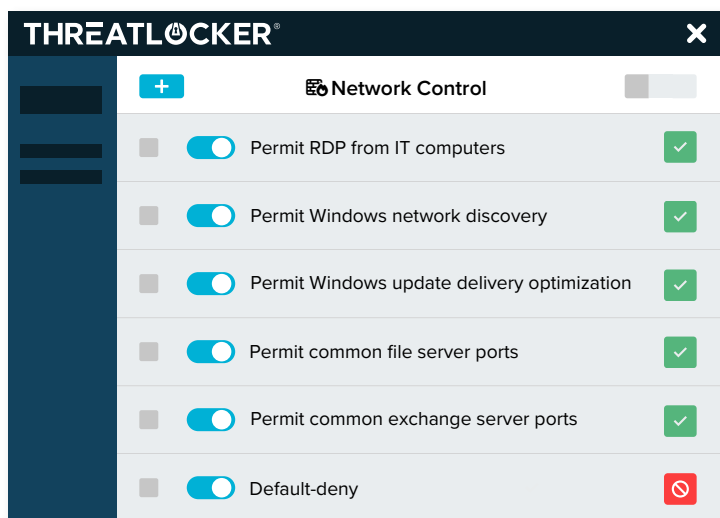 THREATLOCKER®
Network Control
Permit RDP from IT computers
Permit Windows network discovery
Permit Windows update delivery optimization
Permit common file server ports
Permit common exchange server ports
Default-deny